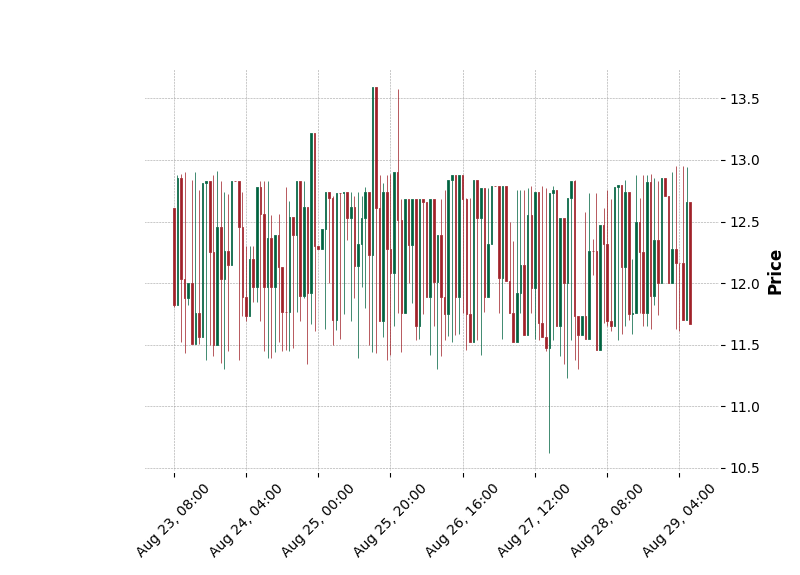 13.5
13.0
12.5
12.0
11.5
11.0
10.5
Price
Aug 23, 08:00
Aug 24, 04:00
Aug 25, 00:00
Aug 25, 20:00
Aug 26, 16:00
Aug 27, 12:00
Aug 28, 08:00
Aug 29, 04:00